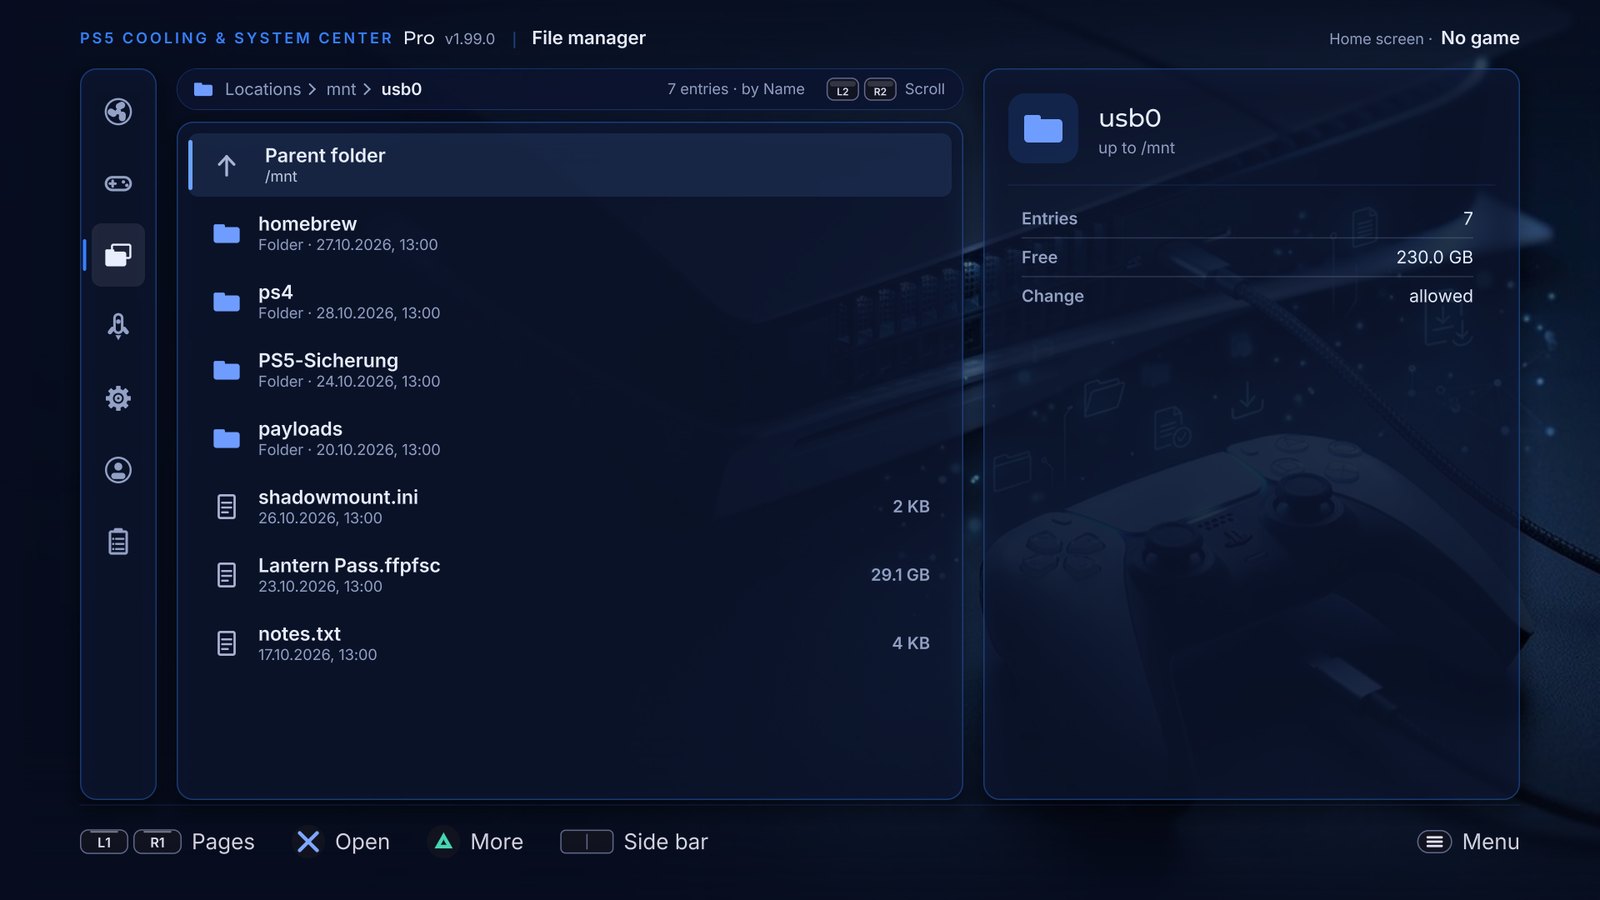 PS5 COOLING & SYSTEM CENTER Pro v1.99.0 | File manager
Home screen · No game
Locations > mnt > usb0
7 entries · by Name
L2 R2 Scroll
Parent folder
/mnt
homebrew
Folder · 27.10.2026, 13:00
ps4
Folder · 28.10.2026, 13:00
PS5-Sicherung
Folder · 24.10.2026, 13:00
payloads
Folder · 20.10.2026, 13:00
shadowmount.ini
26.10.2026, 13:00
2 KB
Lantern Pass.ffpfsc
23.10.2026, 13:00
29.1 GB
notes.txt
17.10.2026, 13:00
4 KB
usb0
up to /mnt
Entries 7
Free 230.0 GB
Change allowed
L1 R1 Pages
Open
More
Side bar
Menu